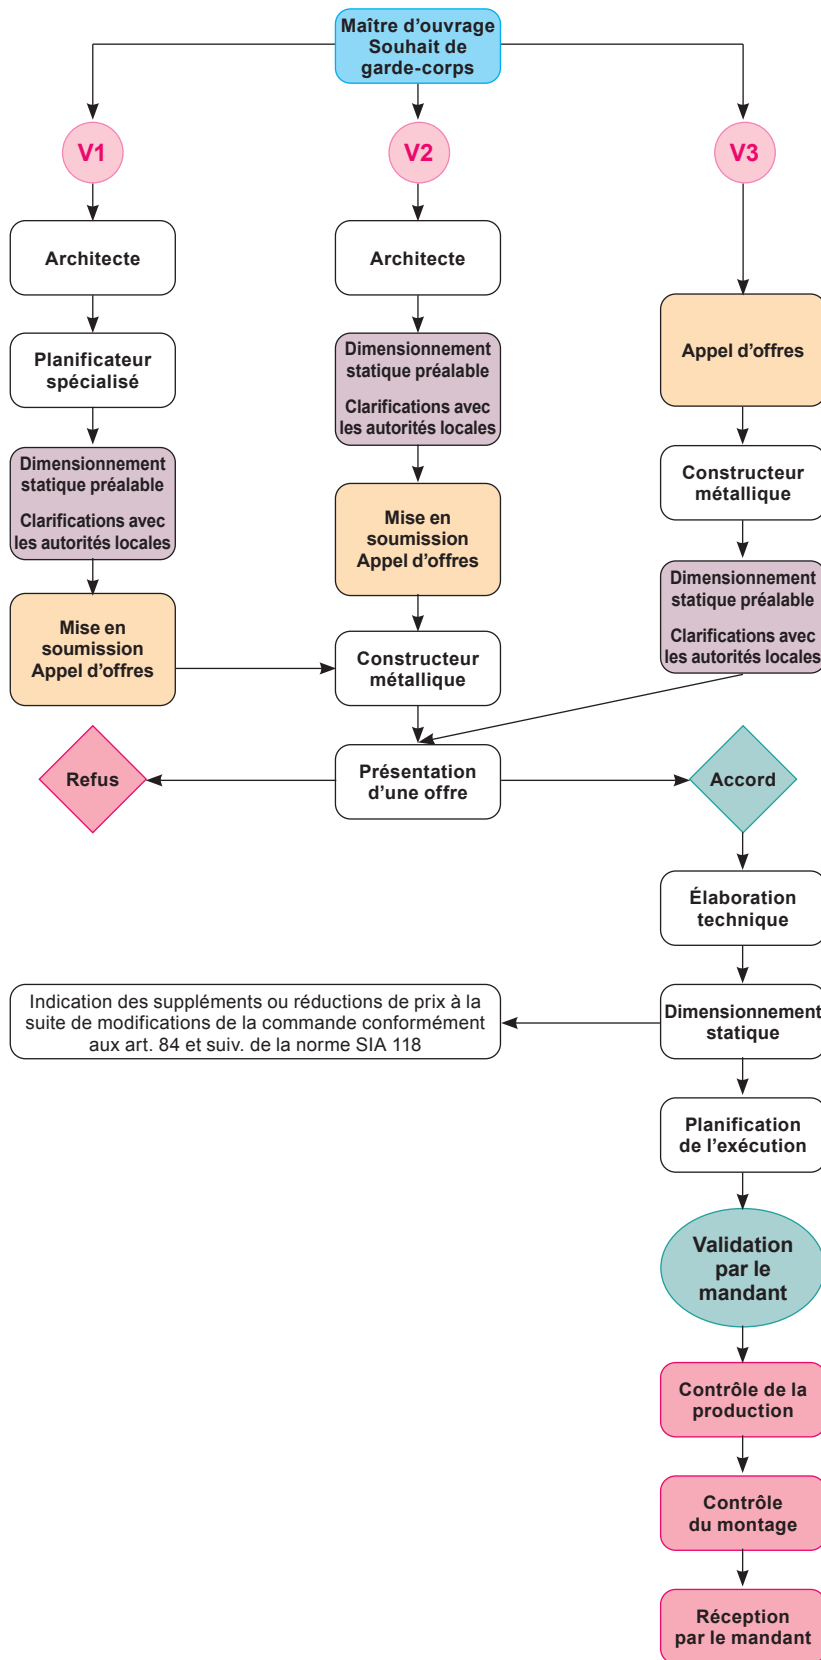 Maître d’ouvrage
Souhait de
garde-corps
V1
V2
V3
Architecte
Architecte
Appel d’offres
Planificateur
spécialisé
Dimensionnement
statique préalable
Clarifications avec
les autorités locales
Dimensionnement
statique préalable
Clarifications avec
les autorités locales
Mise en
soumission
Appel d’offres
Constructeur
métallique
Dimensionnement
statique préalable
Clarifications avec
les autorités locales
Mise en
soumission
Appel d’offres
Constructeur
métallique
Refus
Présentation
d’une offre
Accord
Élaboration
technique
Indication des suppléments ou réductions de prix à la
suite de modifications de la commande conformément
aux art. 84 et suiv. de la norme SIA 118
Dimensionnement
statique
Planification
de l’exécution
Validation
par le
mandant
Contrôle de la
production
Contrôle
du montage
Réception
par le mandant